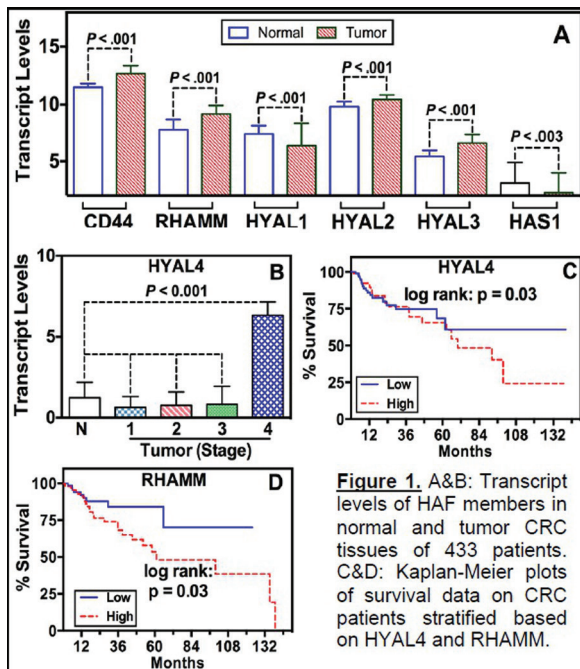 A
Normal Tumor
Transcript Levels
15
10
5
P < .001
P < .001
P < .001
P < .001
P < .001
P < .003
CD44 RHAMM HYAL1 HYAL2 HYAL3 HAS1
B
HYAL4
Transcript Levels
10
5
0
P < 0.001
N 1 2 3 4
Tumor (Stage)
C
HYAL4
log rank: p = 0.03
% Survival
100
75
50
25
0
Low
High
12 36 60 84 108 132
Months
D
RHAMM
% Survival
100
75
50
25
0
log rank:
p = 0.03
Low
High
12 36 60 84 108 132
Months
Figure 1. A&B: Transcript
levels of HAF members in
normal and tumor CRC
tissues of 433 patients.
C&D: Kaplan-Meier plots
of survival data on CRC
patients stratified based
on HYAL4 and RHAMM.